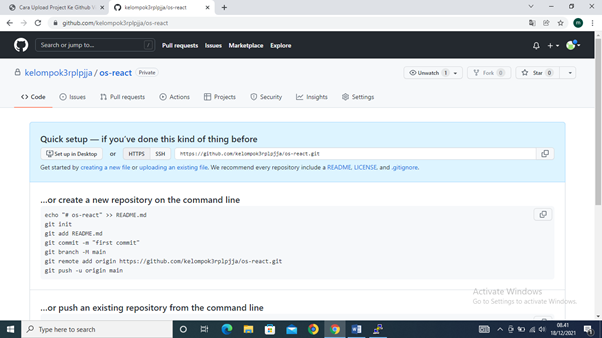 Cara Upload Project Ke Github
kelompok3rplpjja/os-react
github.com/kelompok3rplpjja/os-react
Search or jump to...
/
Pull requests
Issues
Marketplace
Explore
kelompok3rplpjja / os-react
Private
Unwatch 1
Fork 0
Star 0
Code
Issues
Pull requests
Actions
Projects
Security
Insights
Settings
Quick setup — if you've done this kind of thing before
Set up in Desktop
or
HTTPS
SSH
https://github.com/kelompok3rplpjja/os-react.git
Get started by creating a new file or uploading an existing file. We recommend every repository include a README, LICENSE, and .gitignore.
...or create a new repository on the command line
echo "# os-react" >> README.md
git init
git add README.md
git commit -m "first commit"
git branch -M main
git remote add origin https://github.com/kelompok3rplpjja/os-react.git
git push -u origin main
...or push an existing repository from the command line
Activate Windows
Go to Settings to activate Windows.
Type here to search
08.41
18/12/2021